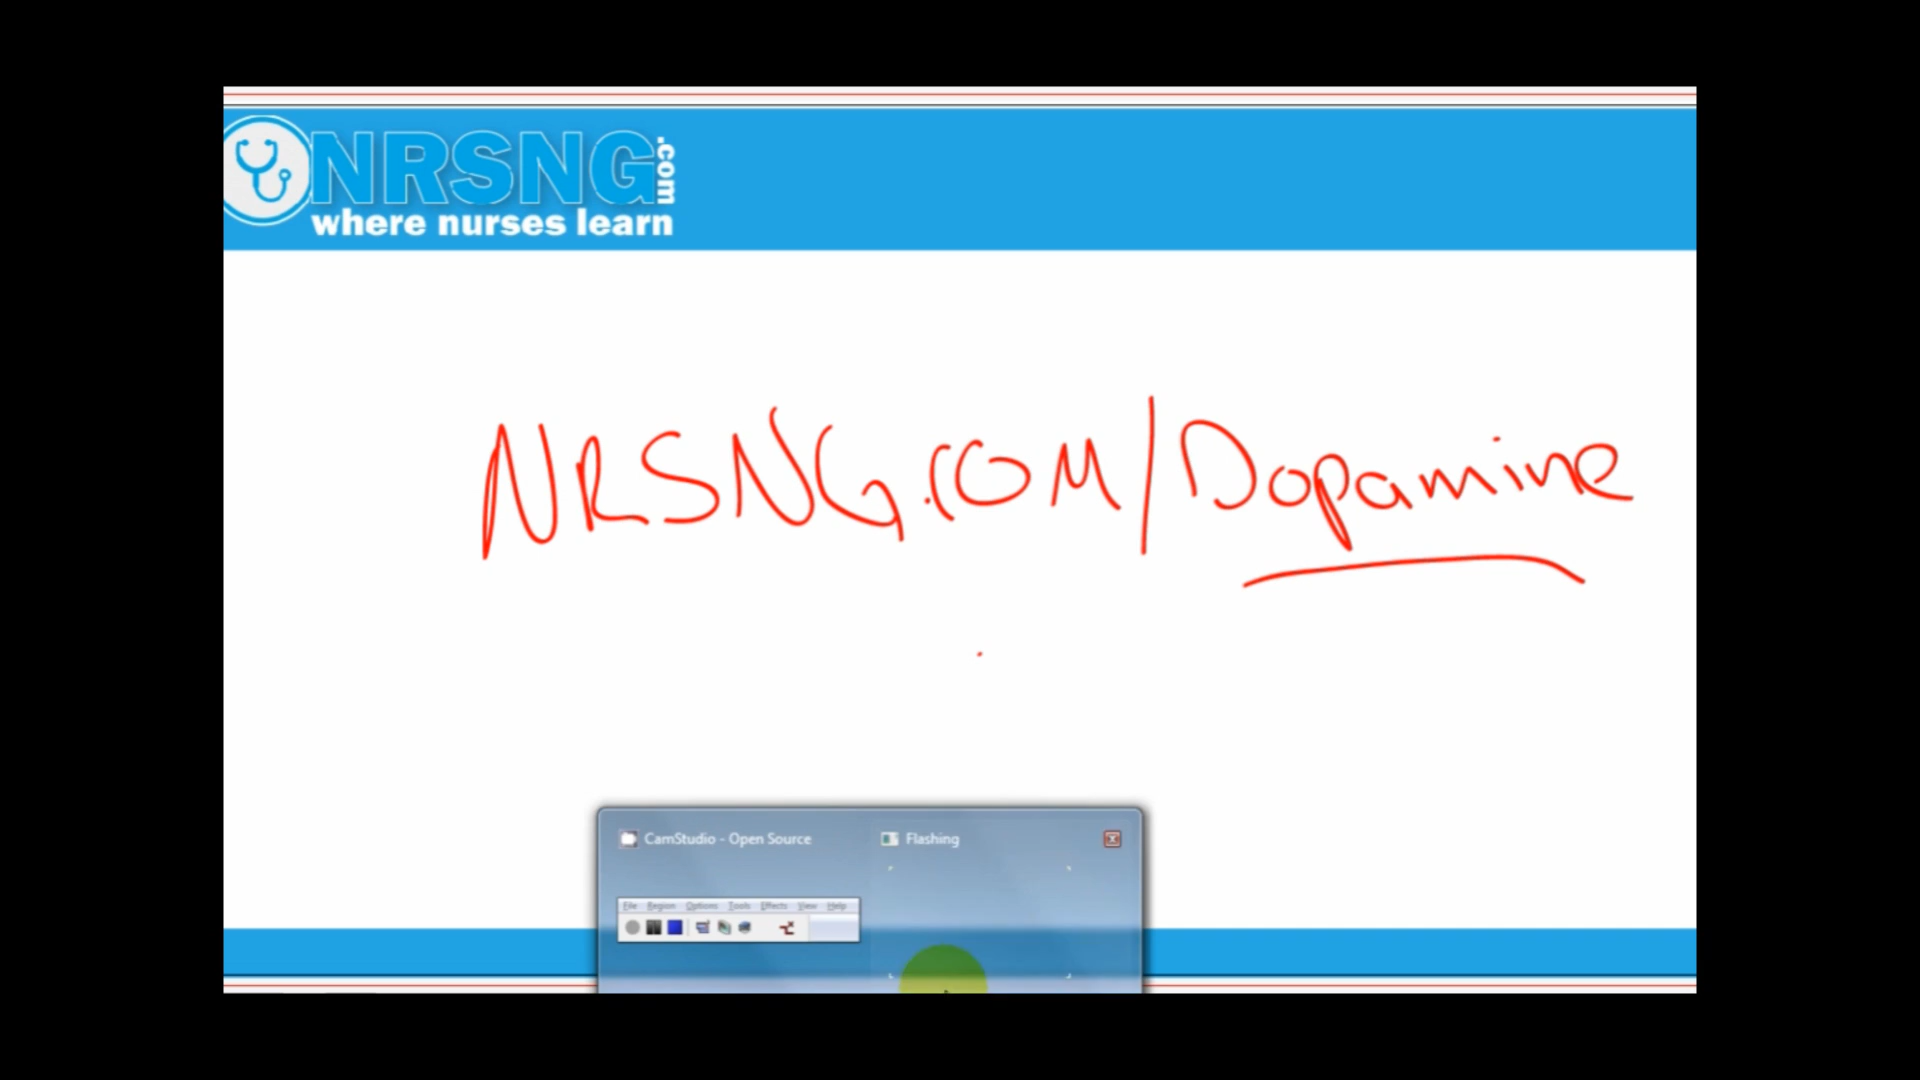 NRSNG.com
where nurses learn
NRSNG.COM/Dopamine
CamStudio - Open Source
Flashing
File Region Options Tools Effects View Help